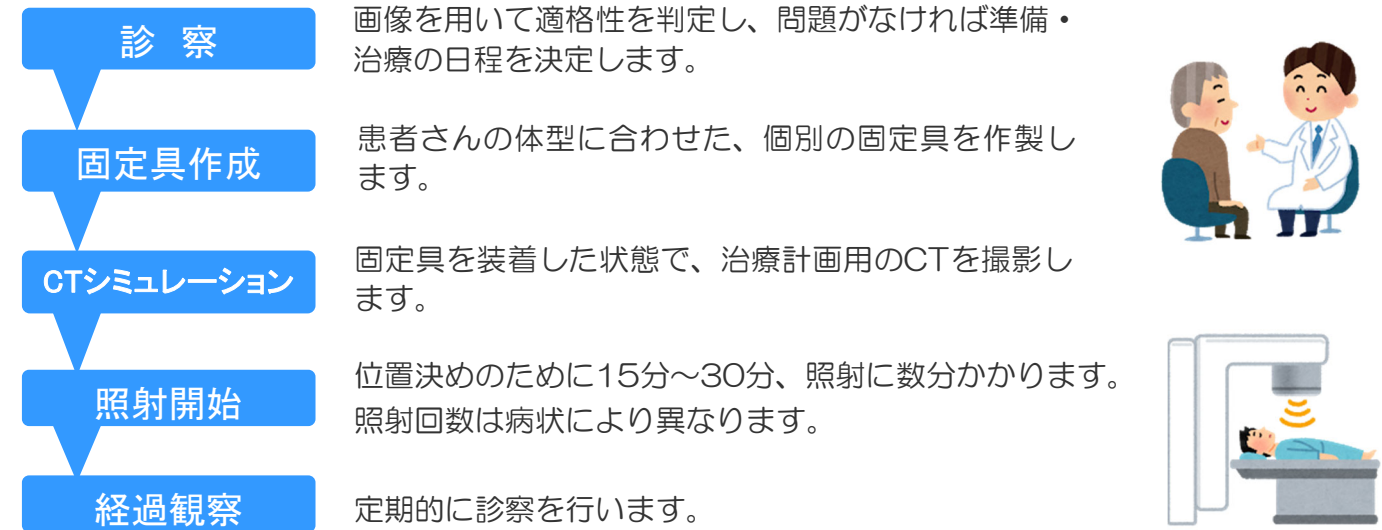 診 察
画像を用いて適格性を判定し、問題がなければ準備・
治療の日程を決定します。
固定具作成
患者さんの体型に合わせた、個別の固定具を作製し
ます。
CTシミュレーション
固定具を装着した状態で、治療計画用のCTを撮影し
ます。
照射開始
位置決めのために15分～30分、照射に数分かかります。
照射回数は病状により異なります。
経過観察
定期的に診察を行います。